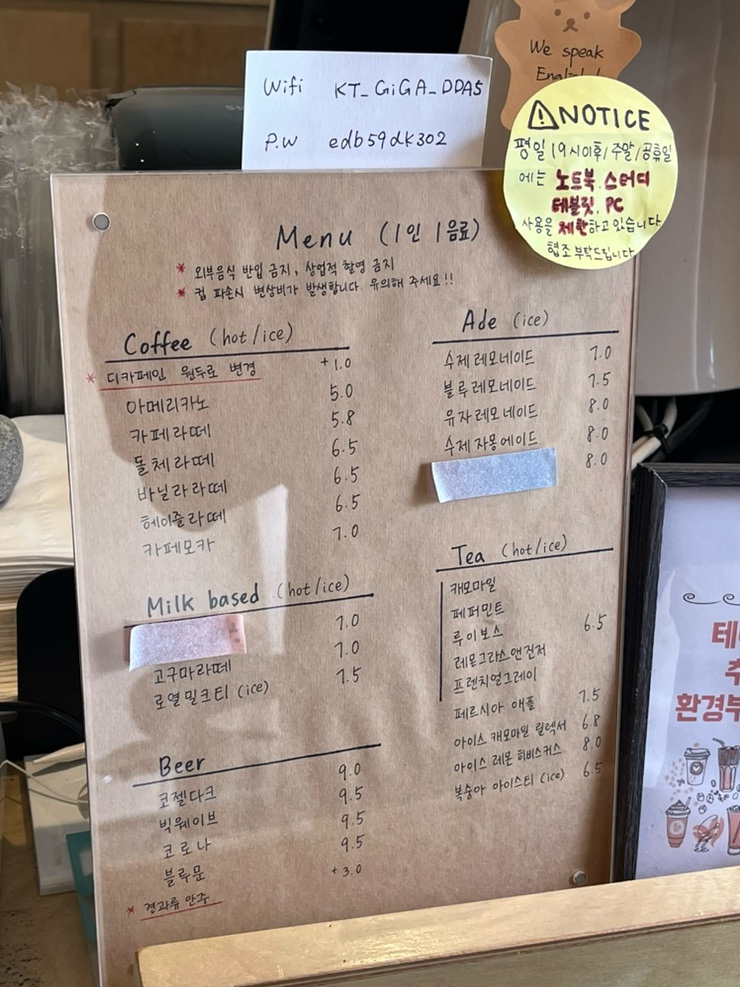 We speak
English!
Wifi KT_GiGA_DDA5
P.W edb59dk302
⚠NOTICE
평일 19시이후/주말/공휴일
에는 노트북. 스터디
태블릿. PC
사용을 제한하고 있습니다.
협조 부탁드립니다.
Menu (1인 1음료)
* 외부음식 반입 금지, 상업적 촬영 금지
* 컵 파손시 변상비가 발생합니다. 유의해 주세요!!
Coffee (hot/ice)
* 디카페인 원두로 변경 +1.0
아메리카노 5.0
카페라떼 5.8
돌체라떼 6.5
바닐라라떼 6.5
헤이즐라떼 6.5
카페모카 7.0
Milk based (hot/ice)
7.0
고구마라떼 7.0
로열밀크티 (ice) 7.5
Beer
코젤다크 9.0
빅웨이브 9.5
코로나 9.5
블루문 9.5
* 견과류 안주 +3.0
Ade (ice)
수제레모네이드 7.0
블루레모네이드 7.5
유자레모네이드 8.0
수제자몽에이드 8.0
8.0
Tea (hot/ice)
캐모마일
페퍼민트
루이보스 6.5
레몬그라스앤진저
프렌치얼그레이
페르시아 애플 7.5
아이스 캐모마일 릴렉서 6.8
아이스 레몬 히비스커스 8.0
복숭아 아이스티 (ice) 6.5